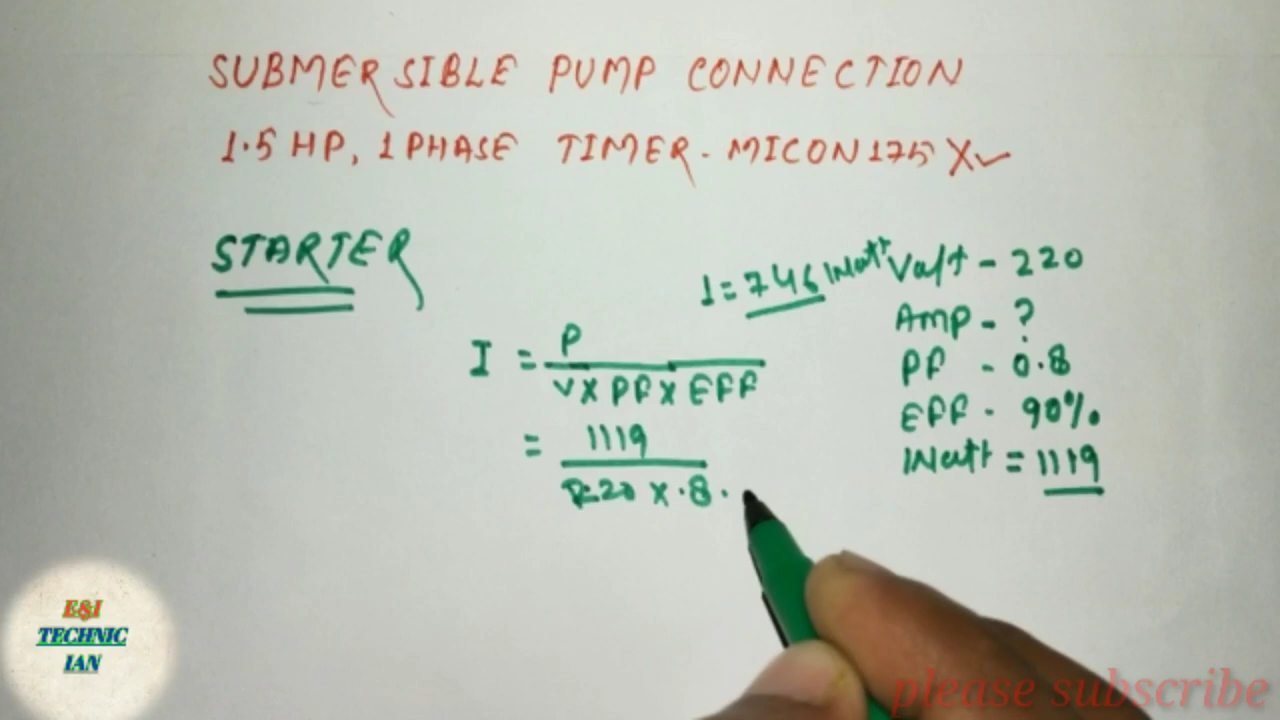 SUBMERSIBLE PUMP CONNECTION
1.5 HP, 1 PHASE TIMER - MICON 175 X✓
STARTER
1 = 746 Watt
Volt - 220
Amp - ?
PF - 0.8
EFF - 90%
Watt = 1119
I = P
V X PF X EFF
= 1119
220 X .8 .
E&I
TECHNIC
IAN
please subscribe